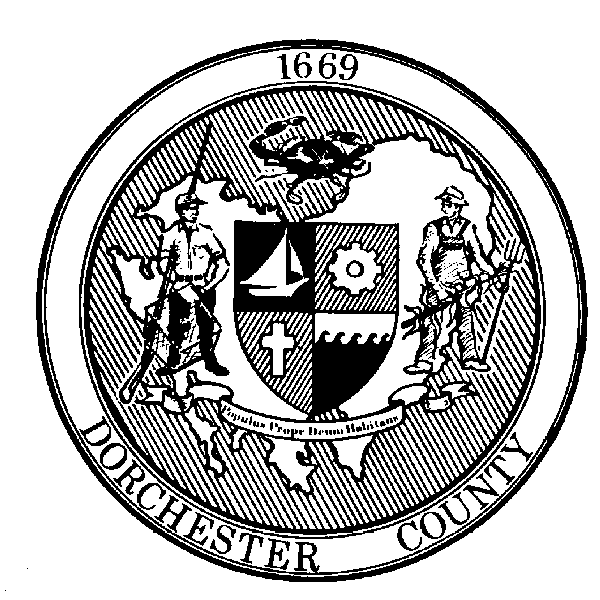 1669
Populus Prope Deum Habitans
DORCHESTER COUNTY